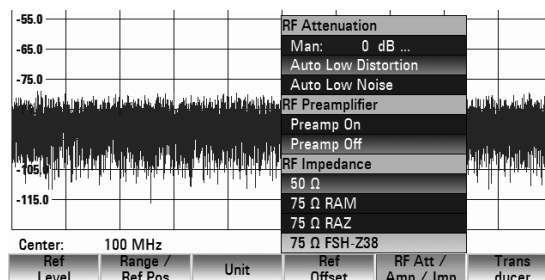 -55.0
RF Attenuation
Man: 0 dB ...
-65.0
Auto Low Distortion
-75.0
Auto Low Noise
RF Preamplifier
Preamp On
Preamp Off
RF Impedance
-105.0
50 Ω
-115.0
75 Ω RAM
75 Ω RAZ
75 Ω FSH-Z38
Center: 100 MHz
Ref Level
Range / Ref Pos
Unit
Ref Offset
RF Att / Amp / Imp
Trans ducer